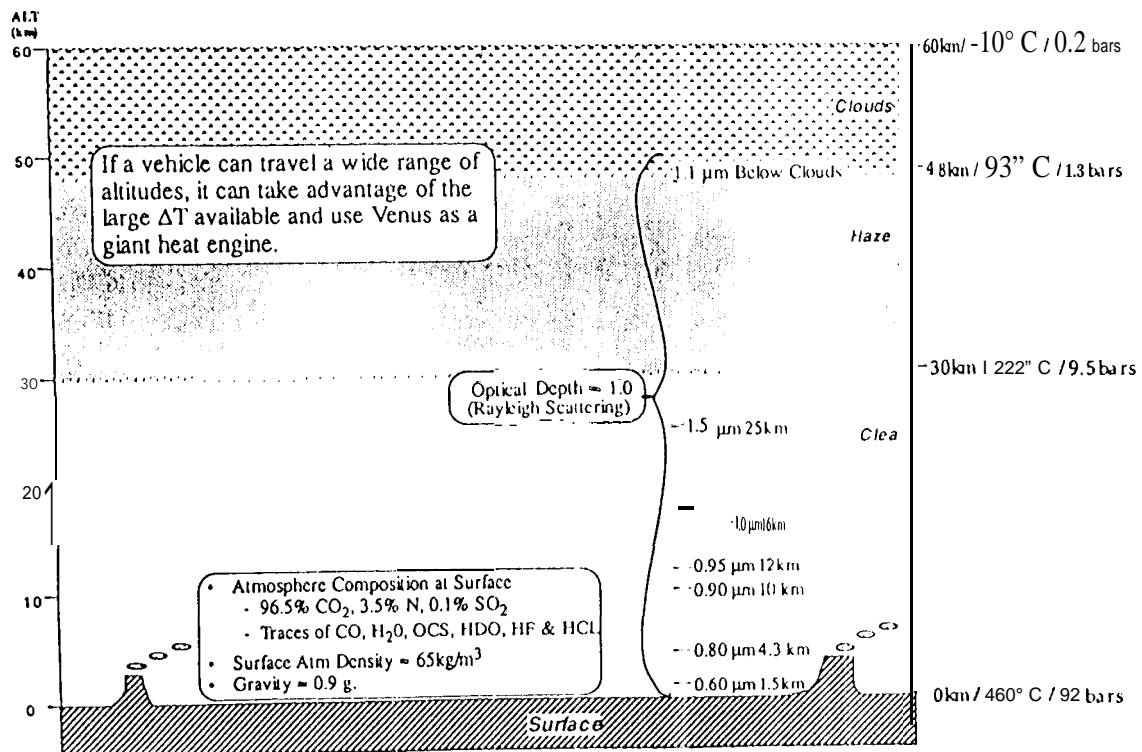 ALT
(km)
60
60km/ -10° C / 0.2 bars
Clouds
50
If a vehicle can travel a wide range of
altitudes, it can take advantage of the
large ΔT available and use Venus as a
giant heat engine.
1.1 µm Below Clouds
48km / 93" C / 1.3 bars
Haze
40
30
30km I 222" C / 9.5 bars
Optical Depth ≈ 1.0
(Rayleigh Scattering)
1.5 µm 25km
Clea
20
1.0 µm 16km
• Atmosphere Composition at Surface
- 96.5% CO₂, 3.5% N, 0.1% SO₂
- Traces of CO, H₂0, OCS, HDO, HF & HCl.
• Surface Atm Density ≈ 65kg/m³
• Gravity ≈ 0.9 g.
0.95 µm 12km
0.90 µm 10 km
10
0.80 µm 4.3 km
0.60 µm 1.5km
0
0km / 460° C / 92 bars
Surface